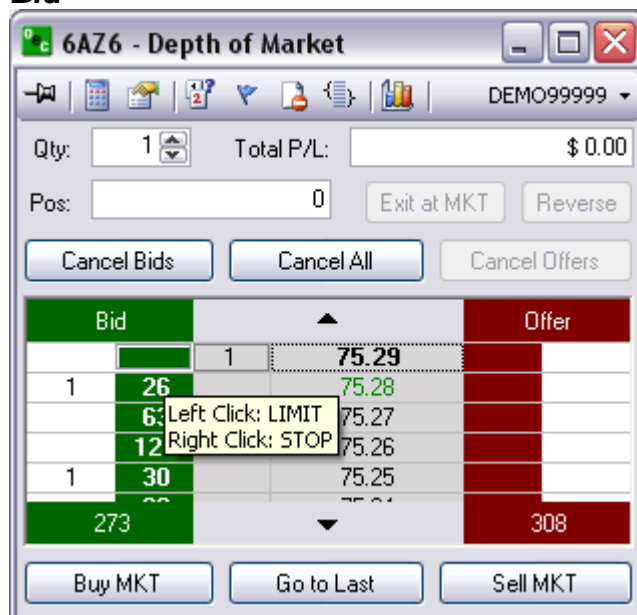 Bid
6AZ6 - Depth of Market
DEMO99999
Qty: 1 Total P/L: $ 0.00
Pos: 0 Exit at MKT Reverse
Cancel Bids Cancel All Cancel Offers
Bid Offer
1 75.29
1 26 75.28
Left Click: LIMIT 75.27
Right Click: STOP 75.26
1 30 75.25
273 308
Buy MKT Go to Last Sell MKT